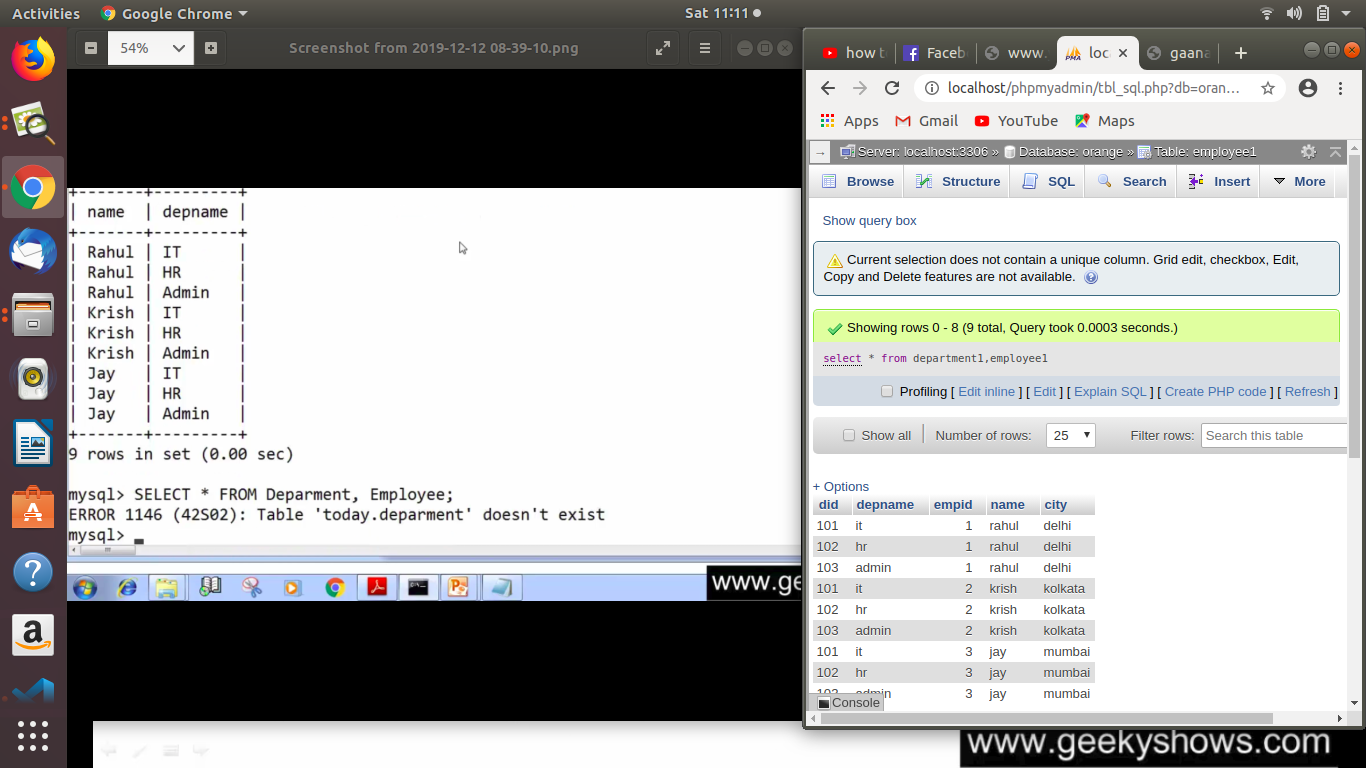 Activities Google Chrome Sat 11:11
54% Screenshot from 2019-12-12 08-39-10.png
+-------+---------+
| name | depname |
+-------+---------+
| Rahul | IT |
| Rahul | HR |
| Rahul | Admin |
| Krish | IT |
| Krish | HR |
| Krish | Admin |
| Jay | IT |
| Jay | HR |
| Jay | Admin |
+-------+---------+
9 rows in set (0.00 sec)
mysql> SELECT * FROM Deparment, Employee;
ERROR 1146 (42S02): Table 'today.deparment' doesn't exist
mysql> _
www.gee
how t Faceb www. loc gaana
localhost/phpmyadmin/tbl_sql.php?db=oran...
Apps Gmail YouTube Maps
Server: localhost:3306 » Database: orange » Table: employee1
Browse Structure SQL Search Insert More
Show query box
Current selection does not contain a unique column. Grid edit, checkbox, Edit,
Copy and Delete features are not available.
Showing rows 0 - 8 (9 total, Query took 0.0003 seconds.)
select * from department1,employee1
Profiling [ Edit inline ] [ Edit ] [ Explain SQL ] [ Create PHP code ] [ Refresh ]
Show all Number of rows: 25 Filter rows: Search this table
+ Options
did depname empid name city
101 it 1 rahul delhi
102 hr 1 rahul delhi
103 admin 1 rahul delhi
101 it 2 krish kolkata
102 hr 2 krish kolkata
103 admin 2 krish kolkata
101 it 3 jay mumbai
102 hr 3 jay mumbai
103 admin 3 jay mumbai
Console
www.geekyshows.com